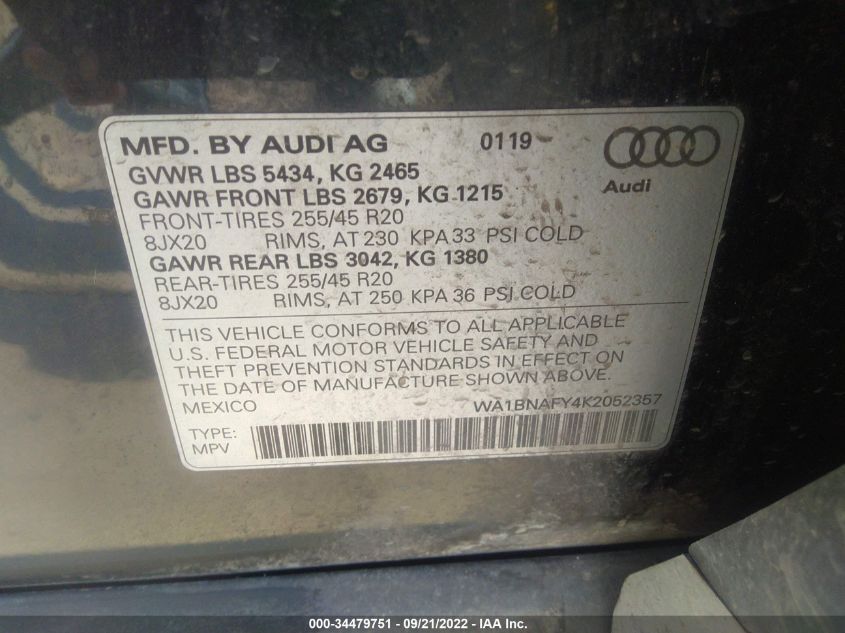 MFD. BY AUDI AG 0119
GVWR LBS 5434, KG 2465
GAWR FRONT LBS 2679, KG 1215
Audi
FRONT-TIRES 255/45 R20
8JX20 RIMS, AT 230 KPA 33 PSI COLD
GAWR REAR LBS 3042, KG 1380
REAR-TIRES 255/45 R20
8JX20 RIMS, AT 250 KPA 36 PSI COLD
THIS VEHICLE CONFORMS TO ALL APPLICABLE
U.S. FEDERAL MOTOR VEHICLE SAFETY AND
THEFT PREVENTION STANDARDS IN EFFECT ON
THE DATE OF MANUFACTURE SHOWN ABOVE.
MEXICO WA1BNAFY4K2052357
TYPE:
MPV
000-34479751 | 09/21/2022 - IAA Inc.